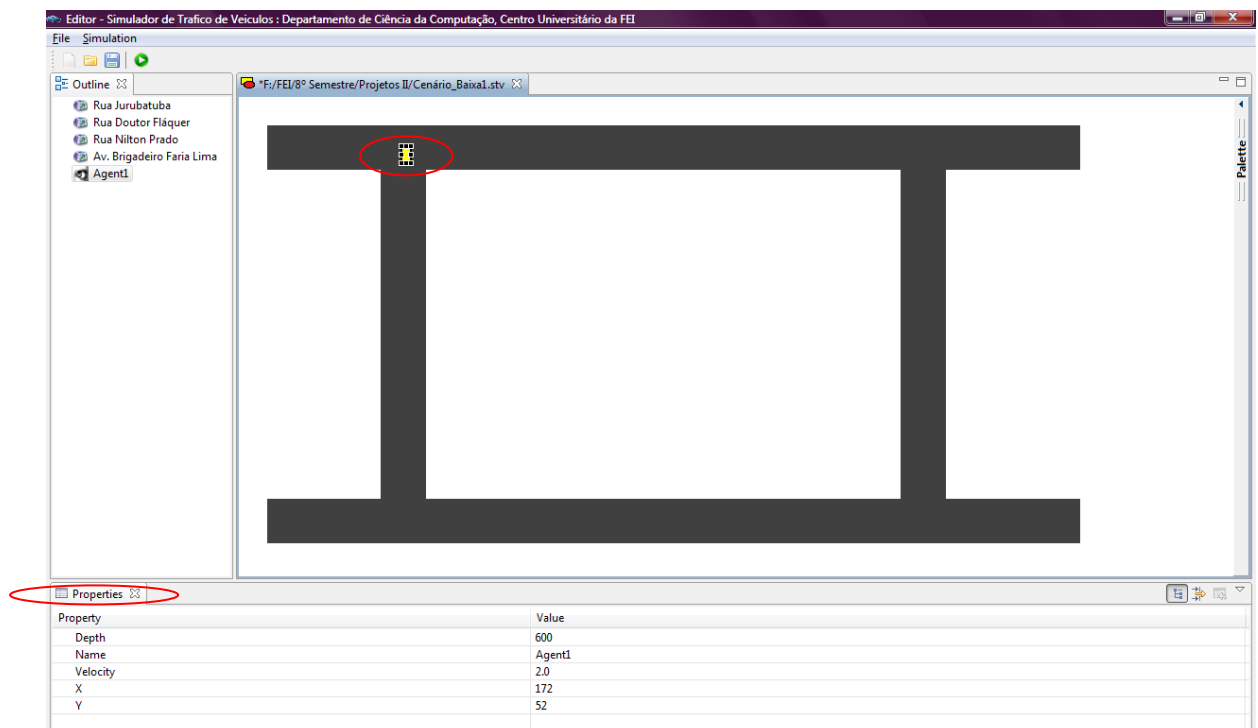 Editor - Simulador de Trafico de Veiculos : Departamento de Ciência da Computação, Centro Universitário da FEI
File Simulation
Outline
*F:/FEI/8º Semestre/Projetos II/Cenário_Baixa1.stv
Rua Jurubatuba
Rua Doutor Fláquer
Rua Nilton Prado
Av. Brigadeiro Faria Lima
Agent1
Palette
Properties
Property Value
Depth 600
Name Agent1
Velocity 2.0
X 172
Y 52